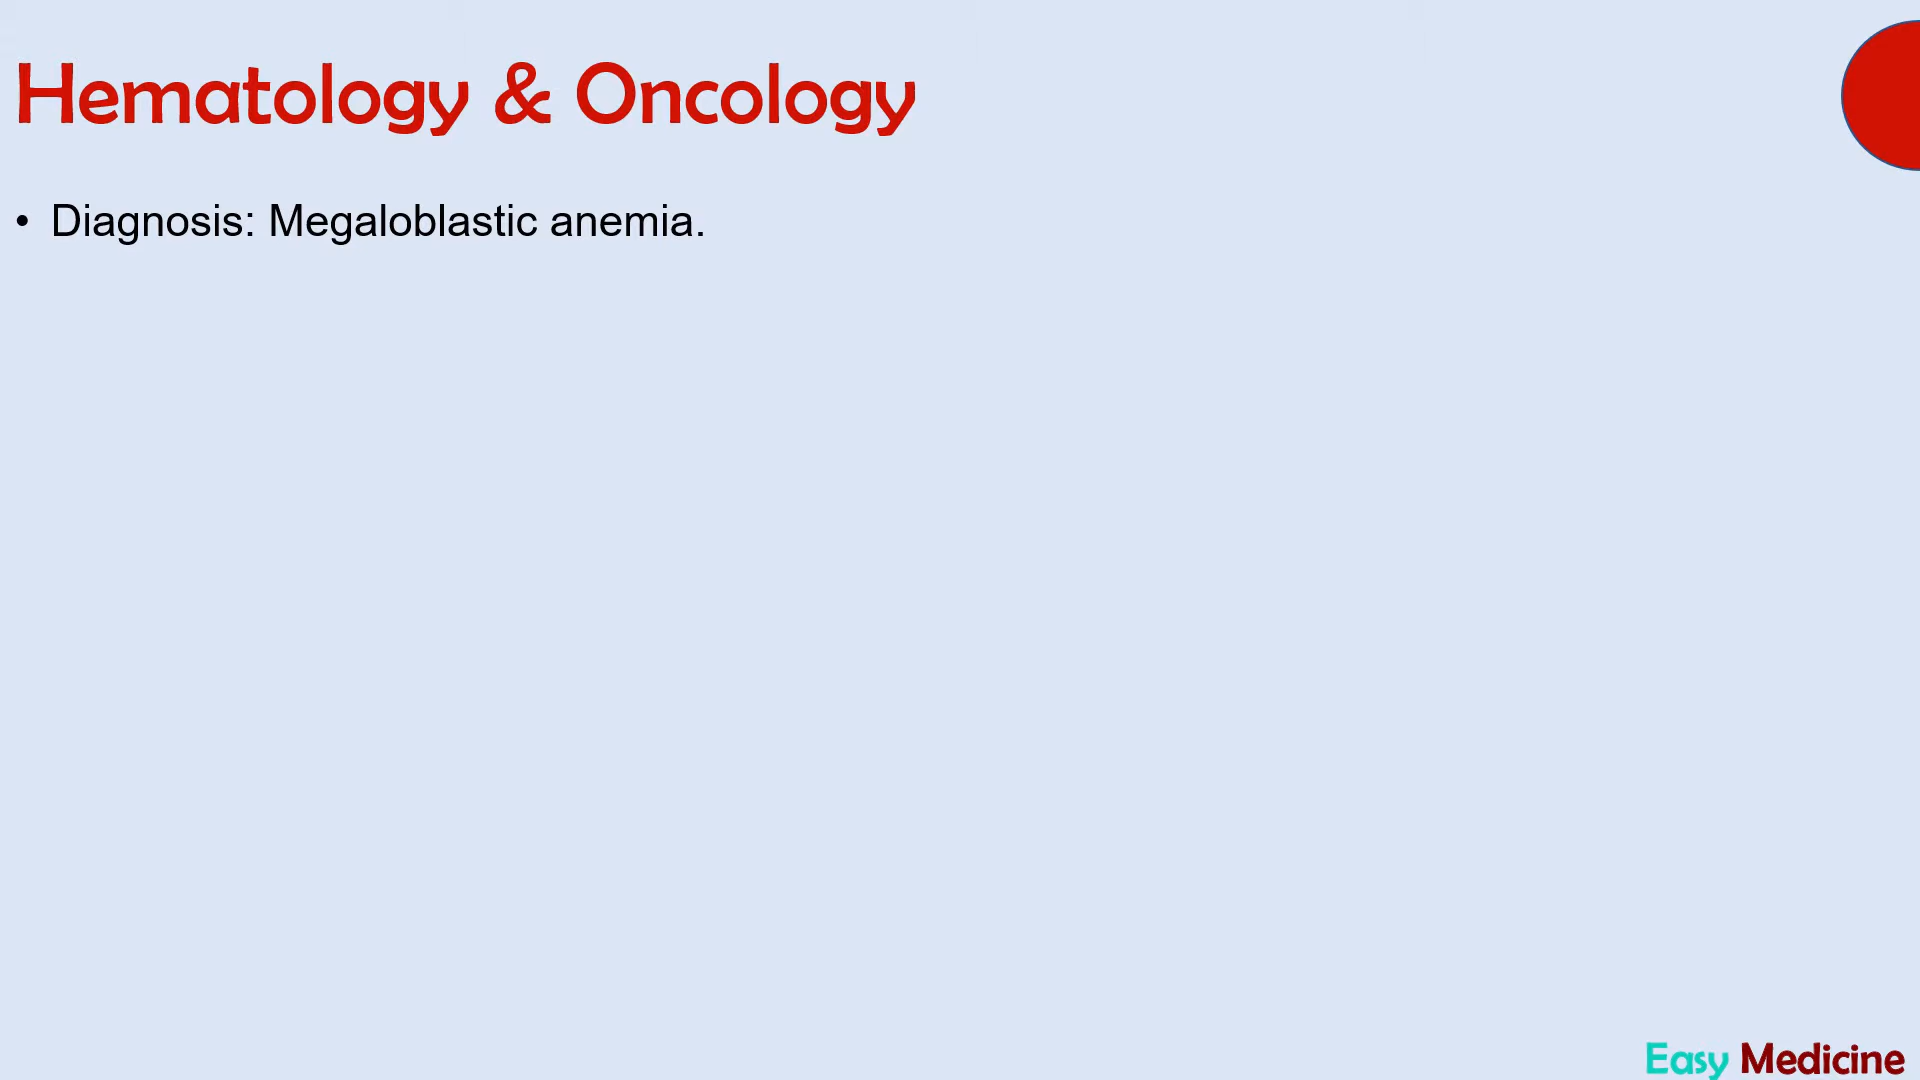 Hematology & Oncology
• Diagnosis: Megaloblastic anemia.
Easy Medicine